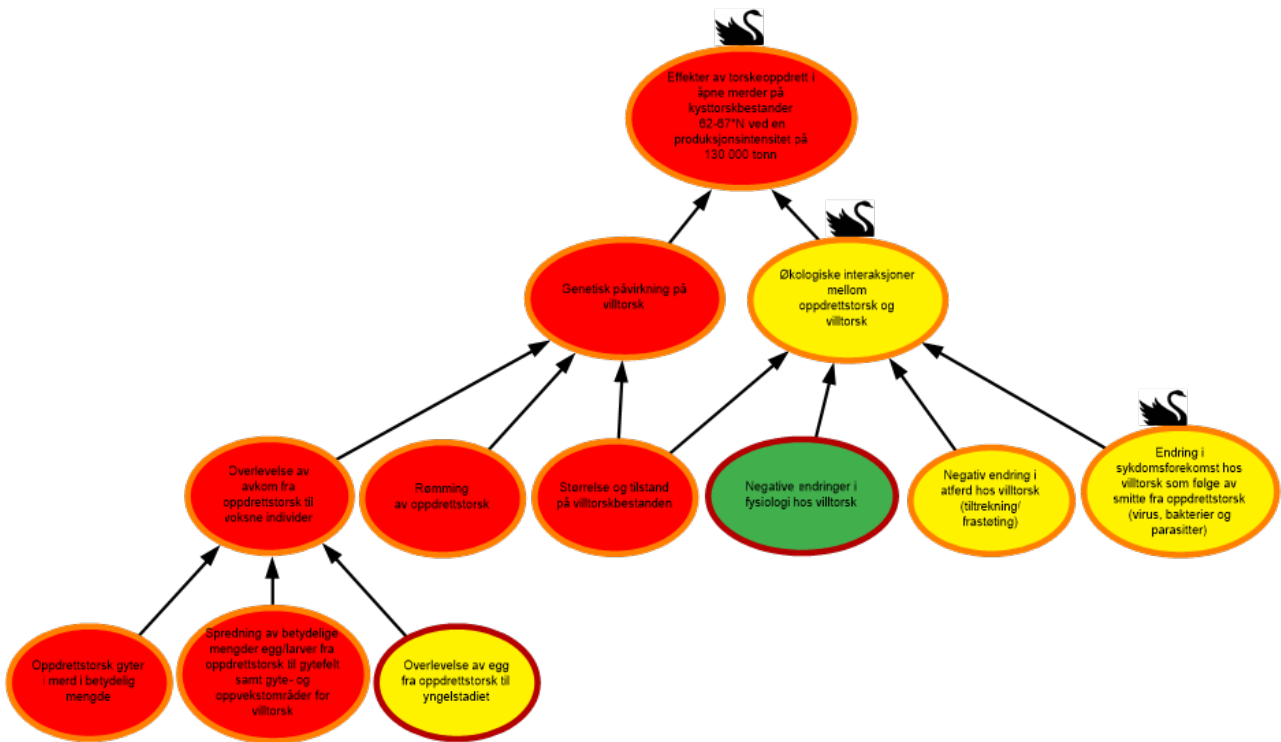 Effekter av torskeoppdrett i
åpne merder på
kysttorskbestander
62-67°N ved en
produksjonsintensitet på
130 000 tonn
Genetisk påvirkning på
villtorsk
Økologiske interaksjoner
mellom
oppdrettstorsk og
villtorsk
Overlevelse av
avkom fra
oppdrettstorsk til
voksne individer
Rømming
av oppdrettstorsk
Størrelse og tilstand
på villtorskbestanden
Negative endringer i
fysiologi hos villtorsk
Negativ endring i
atferd hos villtorsk
(tiltrekning/
frastøting)
Endring i
sykdomsforekomst hos
villtorsk som følge av
smitte fra oppdrettstorsk
(virus, bakterier og
parasitter)
Oppdrettstorsk gyter
i merd i betydelig
mengde
Spredning av betydelige
mengder egg/larver fra
oppdrettstorsk til gytefelt
samt gyte- og
oppvekstområder for
villtorsk
Overlevelse av egg
fra oppdrettstorsk til
yngelstadiet